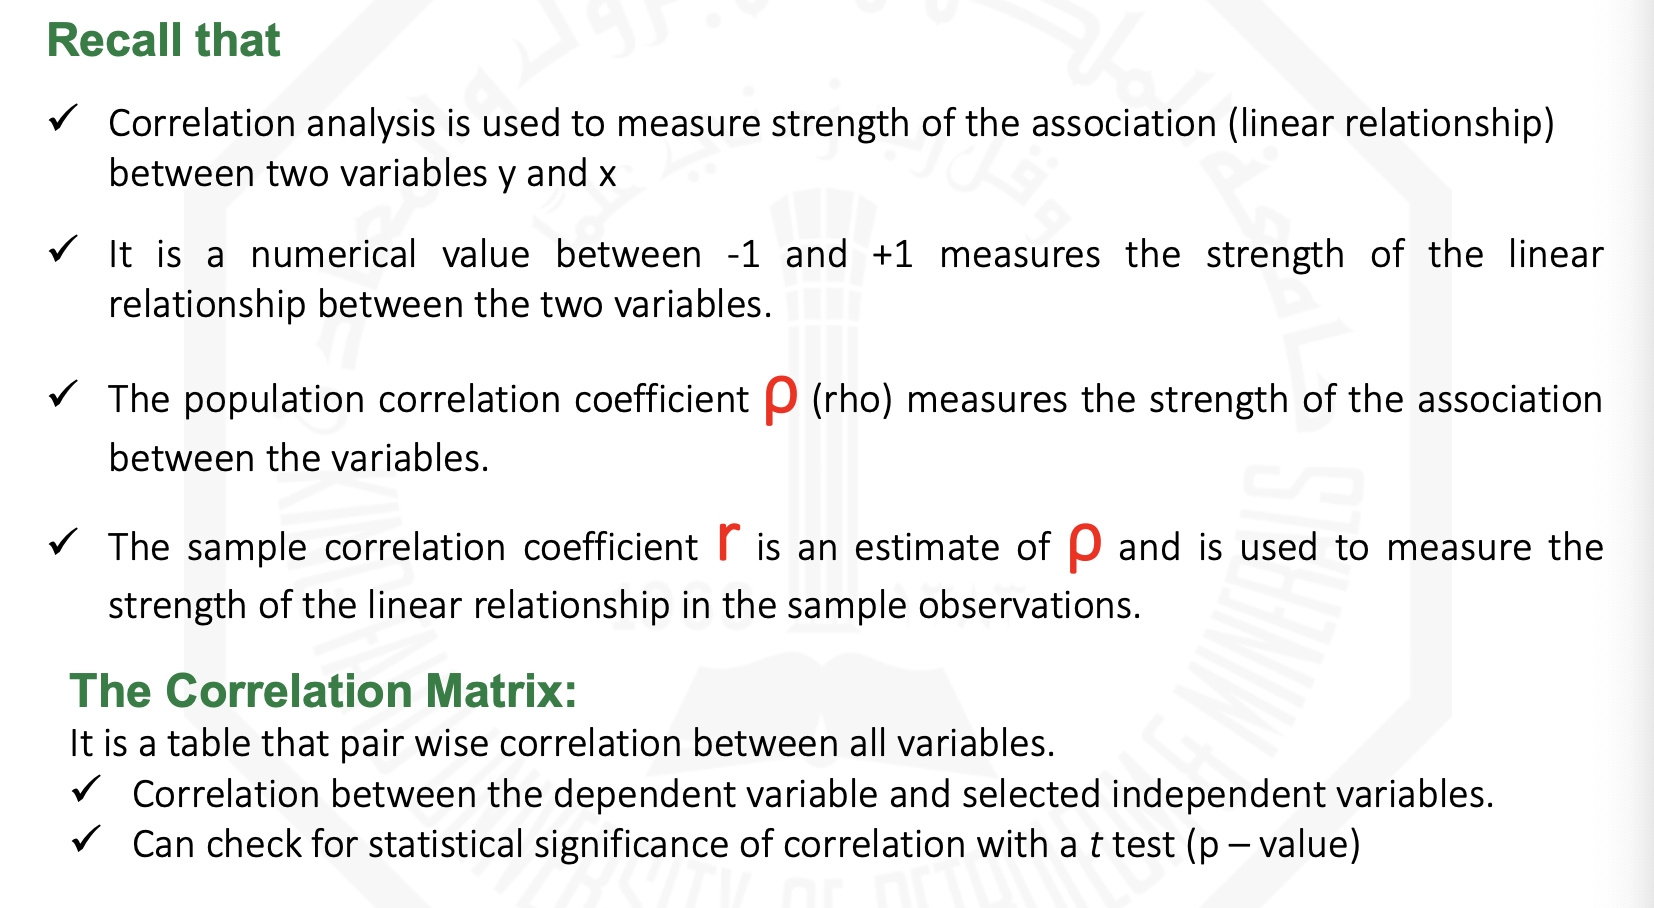 Recall that
✓ Correlation analysis is used to measure strength of the association (linear relationship)
between two variables y and x
✓ It is a numerical value between -1 and +1 measures the strength of the linear
relationship between the two variables.
✓ The population correlation coefficient ρ (rho) measures the strength of the association
between the variables.
✓ The sample correlation coefficient r is an estimate of ρ and is used to measure the
strength of the linear relationship in the sample observations.
The Correlation Matrix:
It is a table that pair wise correlation between all variables.
✓ Correlation between the dependent variable and selected independent variables.
✓ Can check for statistical significance of correlation with a t test (p – value)